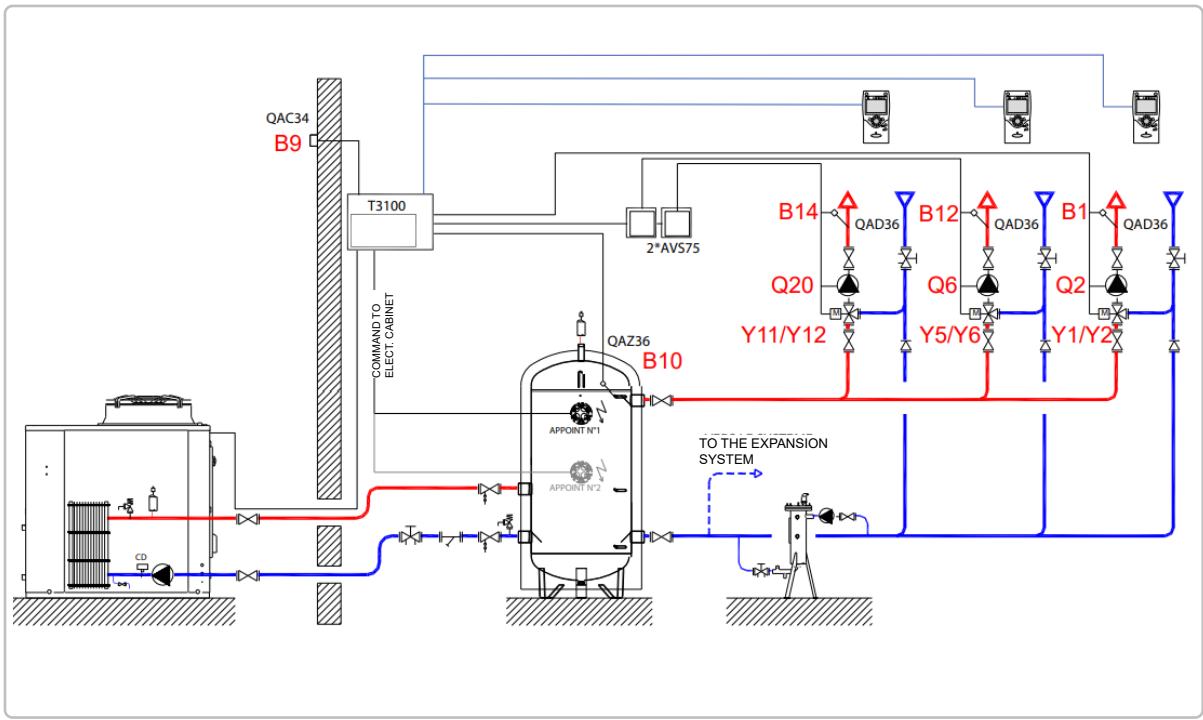 QAC34
B9
T3100
2*AVS75
B14
QAD36
B12
QAD36
B1
QAD36
Q20
Q6
Q2
Y11/Y12
Y5/Y6
Y1/Y2
M
M
M
COMMAND TO
ELECT. CABINET
QAZ36
B10
APPOINT N°1
APPOINT N°2
TO THE EXPANSION
SYSTEM
CD